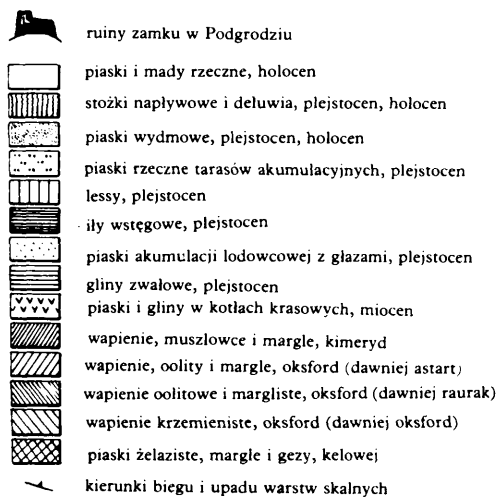 ruiny zamku w Podgrodziu
piaski i mady rzeczne, holocen
stożki napływowe i deluwia, plejstocen, holocen
piaski wydmowe, plejstocen, holocen
piaski rzeczne tarasów akumulacyjnych, plejstocen
lessy, plejstocen
iły wstęgowe, plejstocen
piaski akumulacji lodowcowej z głazami, plejstocen
gliny zwałowe, plejstocen
piaski i gliny w kotłach krasowych, miocen
wapienie, muszlowce i margle, kimeryd
wapienie, oolity i margle, oksford (dawniej astart)
wapienie oolitowe i margliste, oksford (dawniej raurak)
wapienie krzemieniste, oksford (dawniej oksford)
piaski żelaziste, margle i gezy, kelowej
kierunki biegu i upadu warstw skalnych